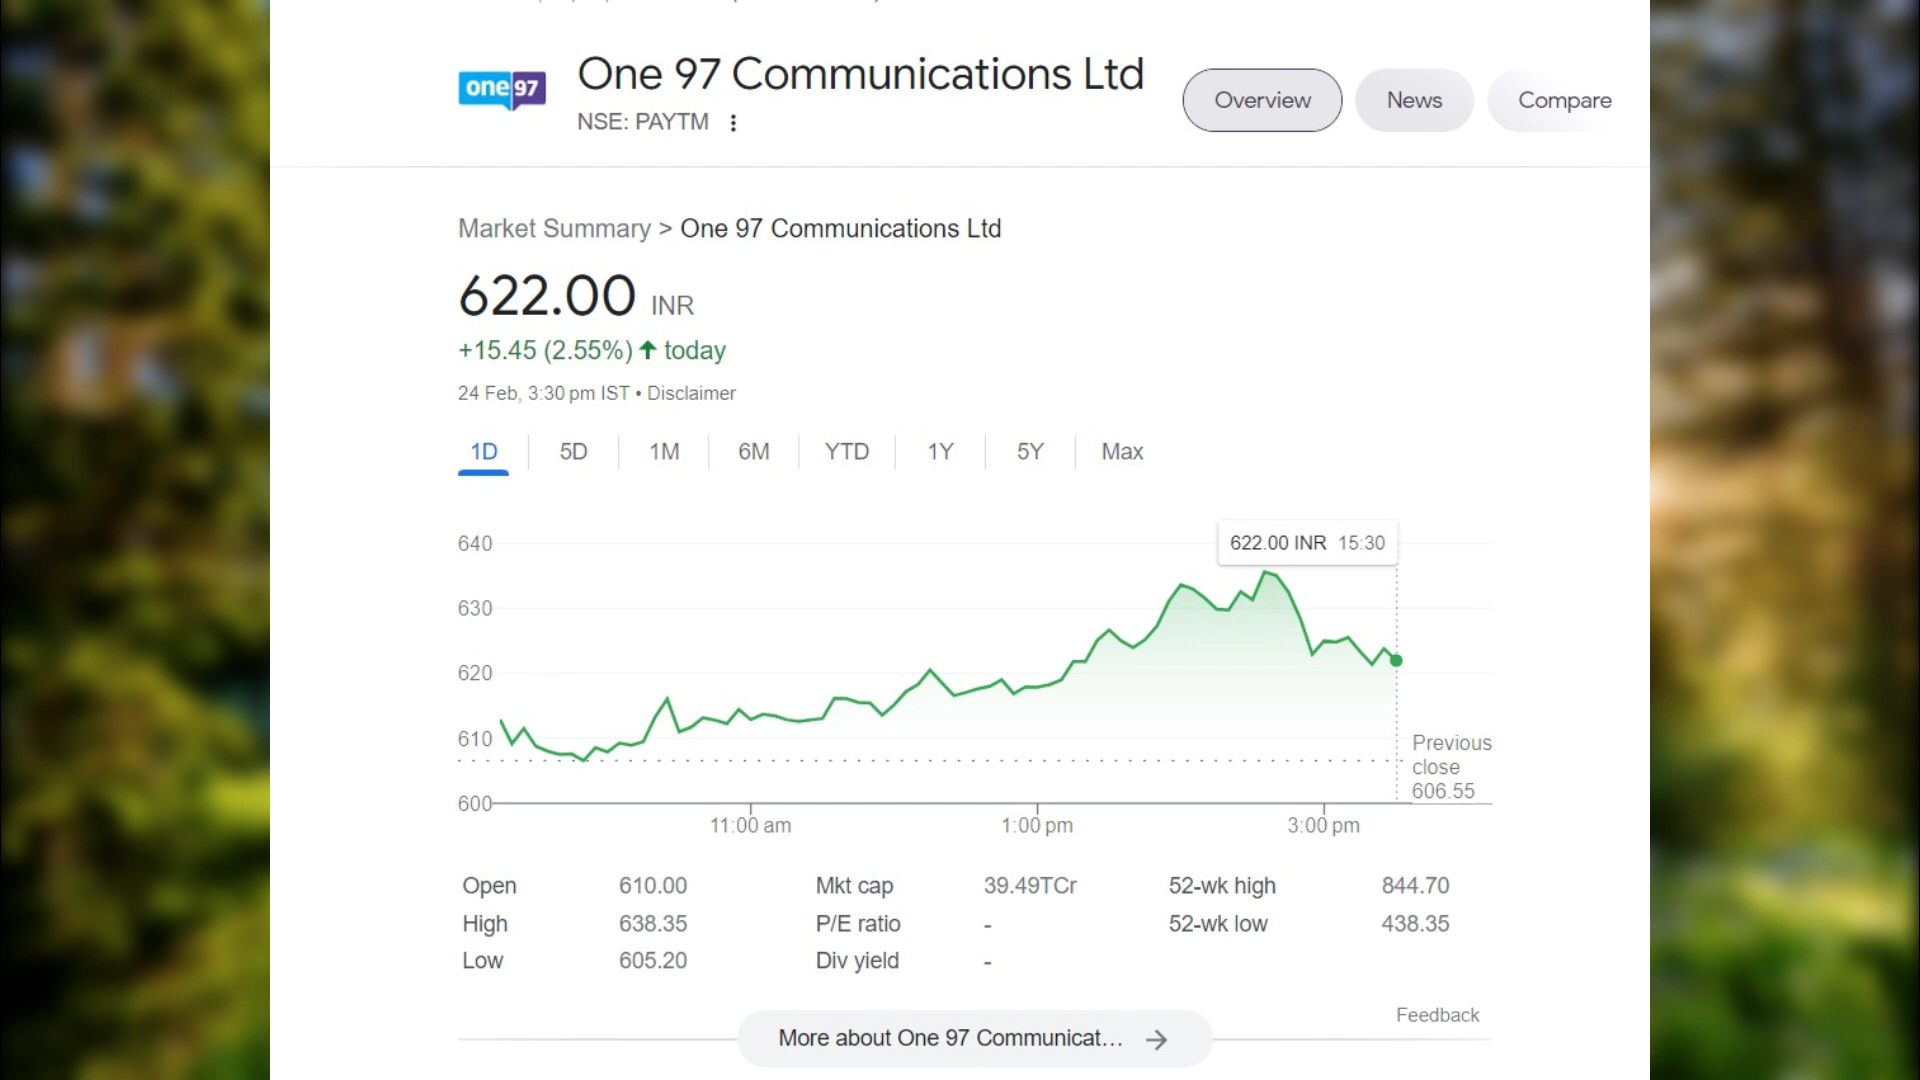 one97
One 97 Communications Ltd
NSE: PAYTM
Overview
News
Compare
Market Summary > One 97 Communications Ltd
622.00 INR
+15.45 (2.55%) ↑ today
24 Feb, 3:30 pm IST • Disclaimer
1D 5D 1M 6M YTD 1Y 5Y Max
622.00 INR 15:30
640
630
620
610
600
Previous
close
606.55
11:00 am 1:00 pm 3:00 pm
Open 610.00 Mkt cap 39.49TCr 52-wk high 844.70
High 638.35 P/E ratio - 52-wk low 438.35
Low 605.20 Div yield -
Feedback
More about One 97 Communicat... →